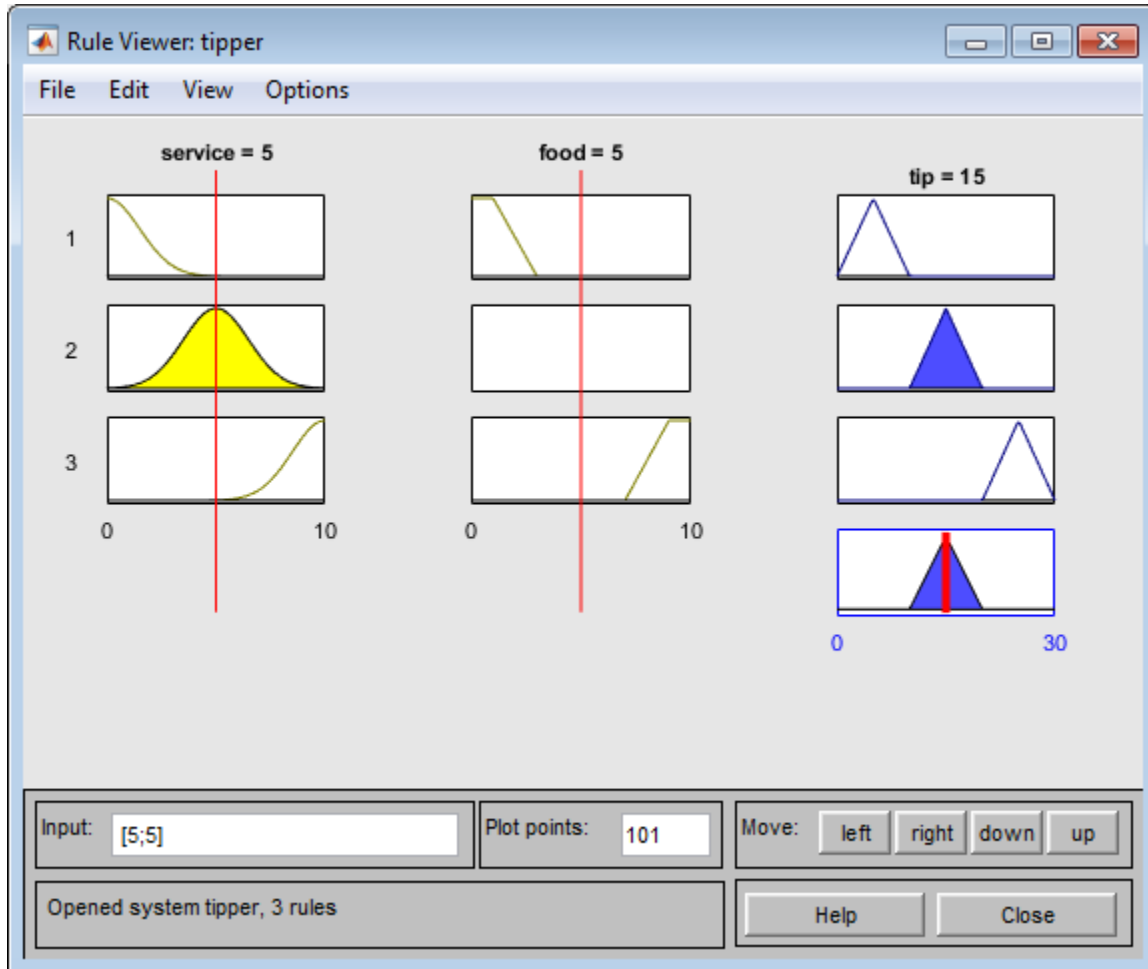 Rule Viewer: tipper
File Edit View Options
service = 5 food = 5
tip = 15
1
2
3
0 10 0 10
0 30
Input: [5;5] Plot points: 101 Move: left right down up
Opened system tipper, 3 rules Help Close